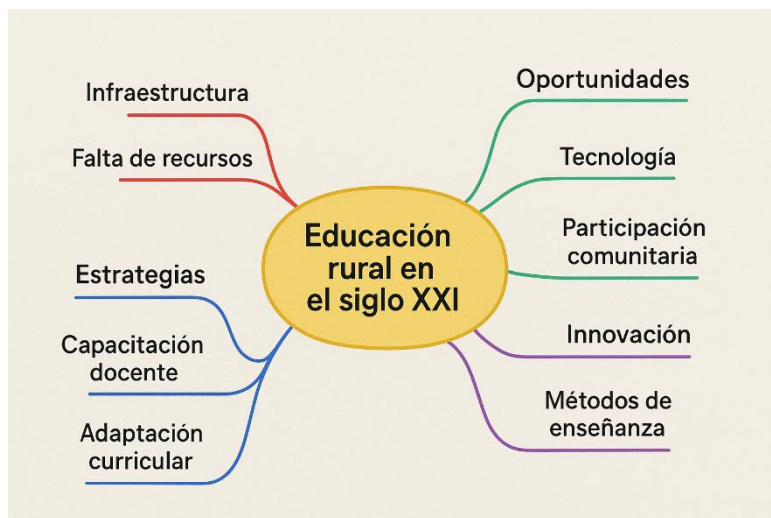 Educación
rural en
el siglo XXI
Infraestructura
Falta de recursos
Estrategias
Capacitación
docente
Adaptación
curricular
Oportunidades
Tecnología
Participación
comunitaria
Innovación
Métodos de
enseñanza